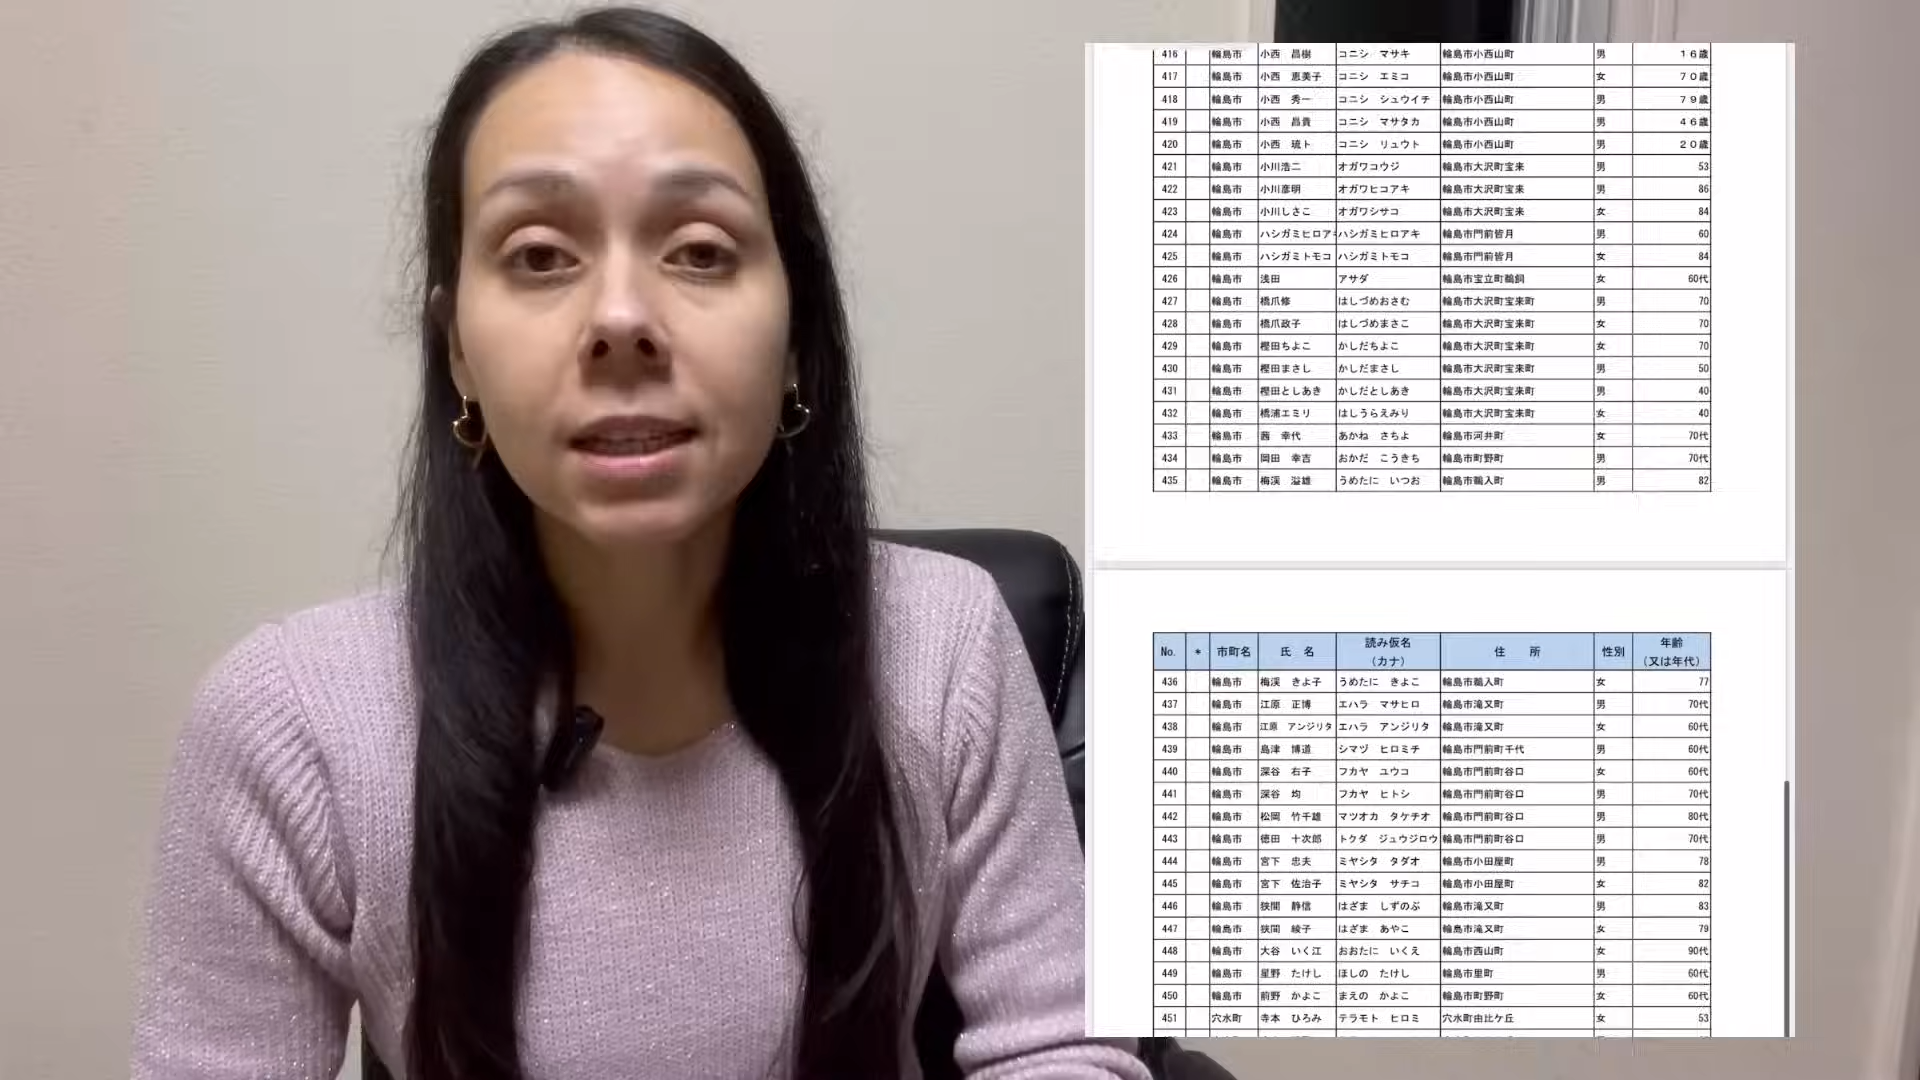 416 輪島市 小西 昌樹 コニシ マサキ 輪島市小西山町 男 16歳
417 輪島市 小西 恵美子 コニシ エミコ 輪島市小西山町 女 70歳
418 輪島市 小西 秀一 コニシ シュウイチ 輪島市小西山町 男 79歳
419 輪島市 小西 昌貴 コニシ マサタカ 輪島市小西山町 男 46歳
420 輪島市 小西 琉ト コニシ リュウト 輪島市小西山町 男 20歳
421 輪島市 小川浩二 オガワコウジ 輪島市大沢町宝来 男 53
422 輪島市 小川彦明 オガワヒコアキ 輪島市大沢町宝来 男 86
423 輪島市 小川しさこ オガワシサコ 輪島市大沢町宝来 女 84
424 輪島市 ハシガミヒロア ハシガミヒロアキ 輪島市門前皆月 男 60
425 輪島市 ハシガミトモコ ハシガミトモコ 輪島市門前皆月 女 84
426 輪島市 浅田 アサダ 輪島市宝立町鵜飼 女 60代
427 輪島市 橋爪修 はしづめおさむ 輪島市大沢町宝来町 男 70
428 輪島市 橋爪政子 はしづめまさこ 輪島市大沢町宝来町 女 70
429 輪島市 樫田ちよこ かしだちよこ 輪島市大沢町宝来町 女 70
430 輪島市 樫田まさし かしだまさし 輪島市大沢町宝来町 男 50
431 輪島市 樫田としあき かしだとしあき 輪島市大沢町宝来町 男 40
432 輪島市 橋浦エミリ はしうらえみり 輪島市大沢町宝来町 女 40
433 輪島市 茜 幸代 あかね さちよ 輪島市河井町 女 70代
434 輪島市 岡田 幸吉 おかだ こうきち 輪島市町野町 男 70代
435 輪島市 梅渓 溢雄 うめたに いつお 輪島市鵜入町 男 82
No. * 市町名 氏 名 読み仮名 (カナ) 住 所 性別 年齢 (又は年代)
436 輪島市 梅渓 きよ子 うめたに きよこ 輪島市鵜入町 女 77
437 輪島市 江原 正博 エハラ マサヒロ 輪島市滝又町 男 70代
438 輪島市 江原 アンジリタ エハラ アンジリタ 輪島市滝又町 女 60代
439 輪島市 島津 博道 シマヅ ヒロミチ 輪島市門前町千代 男 60代
440 輪島市 深谷 右子 フカヤ ユウコ 輪島市門前町谷口 女 60代
441 輪島市 深谷 均 フカヤ ヒトシ 輪島市門前町谷口 男 70代
442 輪島市 松岡 竹千雄 マツオカ タケチオ 輪島市門前町谷口 男 80代
443 輪島市 徳田 十次郎 トクダ ジュウジロウ 輪島市門前町谷口 男 70代
444 輪島市 宮下 忠夫 ミヤシタ タダオ 輪島市小田屋町 男 78
445 輪島市 宮下 佐治子 ミヤシタ サチコ 輪島市小田屋町 女 82
446 輪島市 狭間 静信 はざま しずのぶ 輪島市滝又町 男 83
447 輪島市 狭間 綾子 はざま あやこ 輪島市滝又町 女 79
448 輪島市 大谷 いく江 おおたに いくえ 輪島市西山町 女 90代
449 輪島市 星野 たけし ほしの たけし 輪島市里町 男 60代
450 輪島市 前野 かよこ まえの かよこ 輪島市町野町 女 60代
451 穴水町 寺本 ひろみ テラモト ヒロミ 穴水町由比ケ丘 女 53